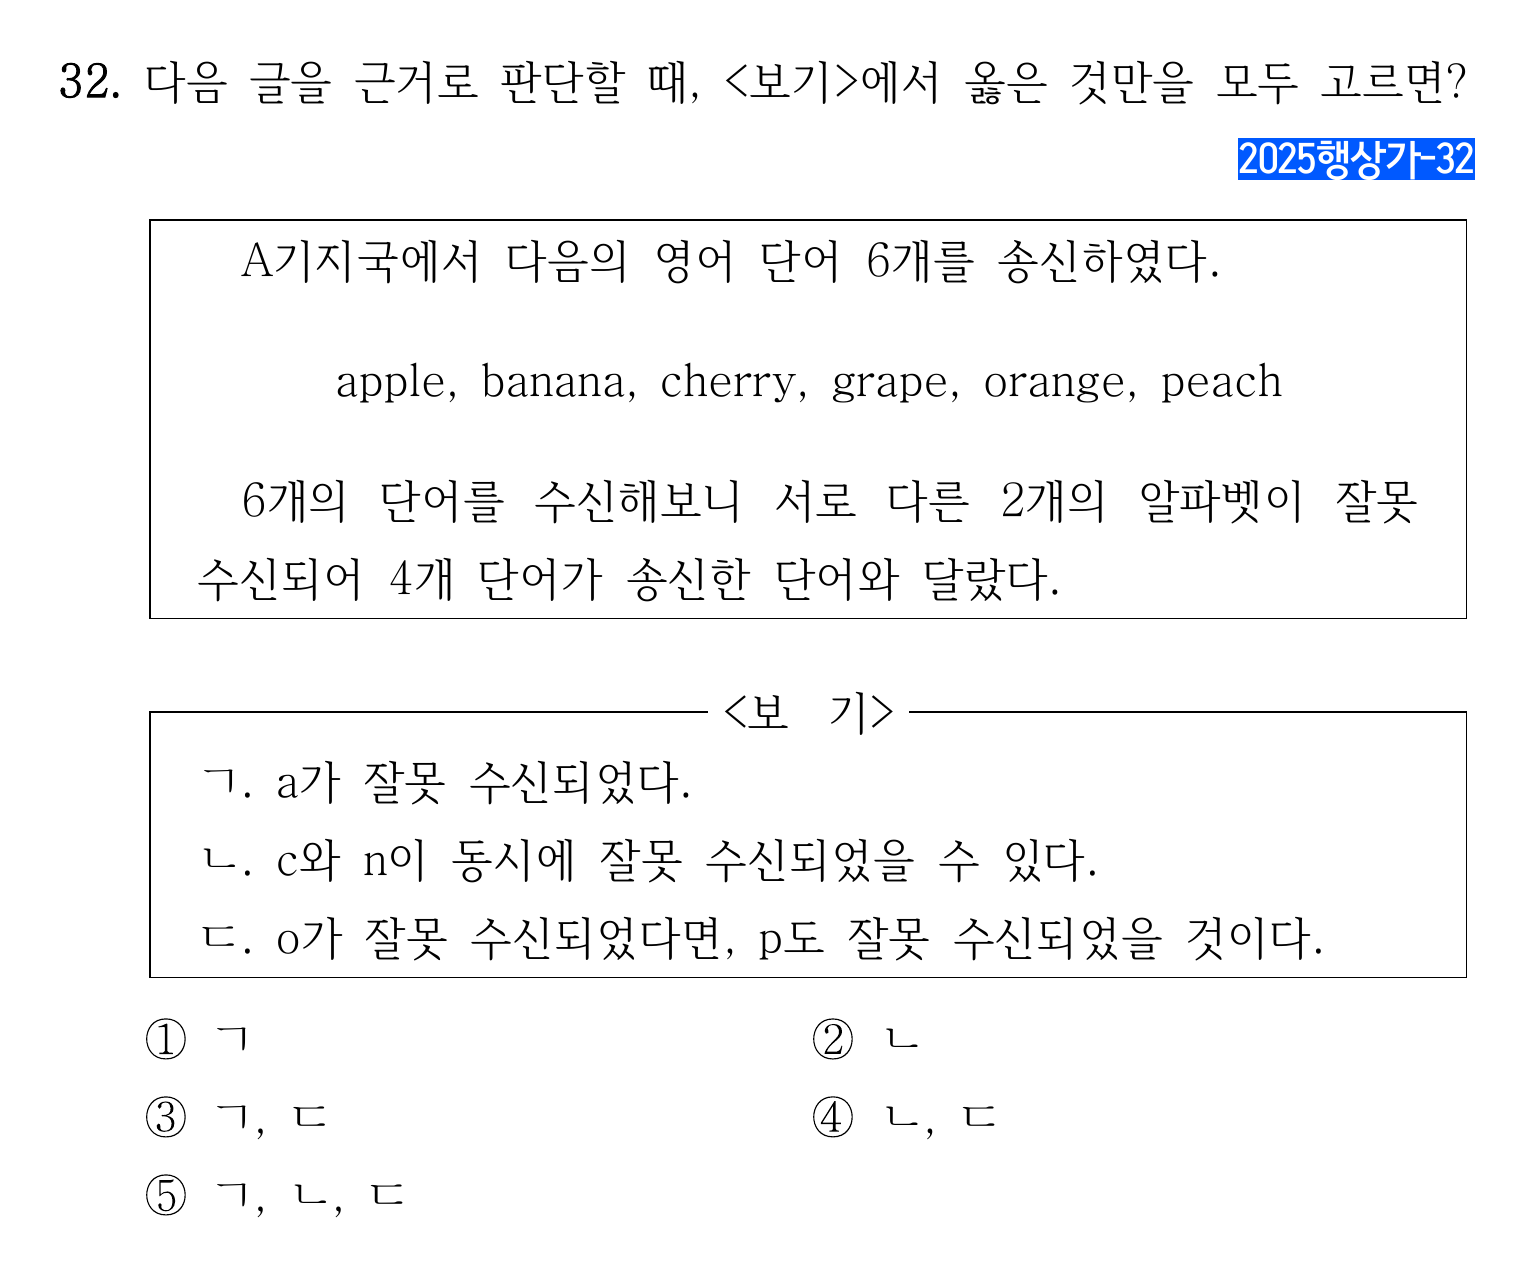 32. 다음 글을 근거로 판단할 때, <보기>에서 옳은 것만을 모두 고르면?
2025행상가-32
A기지국에서 다음의 영어 단어 6개를 송신하였다.
apple, banana, cherry, grape, orange, peach
6개의 단어를 수신해보니 서로 다른 2개의 알파벳이 잘못
수신되어 4개 단어가 송신한 단어와 달랐다.
<보 기>
ㄱ. a가 잘못 수신되었다.
ㄴ. c와 n이 동시에 잘못 수신되었을 수 있다.
ㄷ. o가 잘못 수신되었다면, p도 잘못 수신되었을 것이다.
① ㄱ ② ㄴ
③ ㄱ, ㄷ ④ ㄴ, ㄷ
⑤ ㄱ, ㄴ, ㄷ